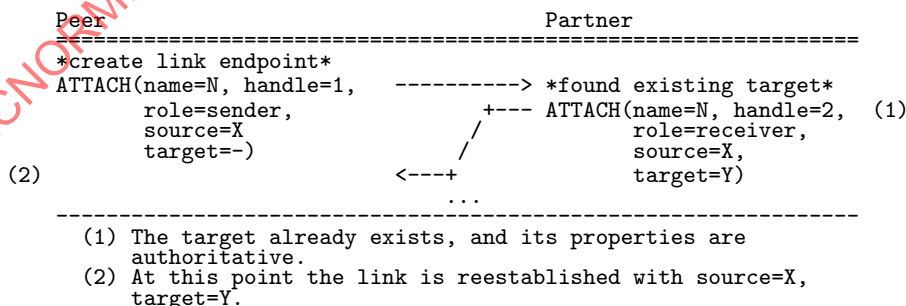 Peer Partner
================================================================
*create link endpoint*
ATTACH(name=N, handle=1, ----------> *found existing target*
role=sender, +--- ATTACH(name=N, handle=2, (1)
source=X / role=receiver,
target=-) / source=X,
(2) <---+ target=Y)
...
----------------------------------------------------------------
(1) The target already exists, and its properties are
authoritative.
(2) At this point the link is reestablished with source=X,
target=Y.